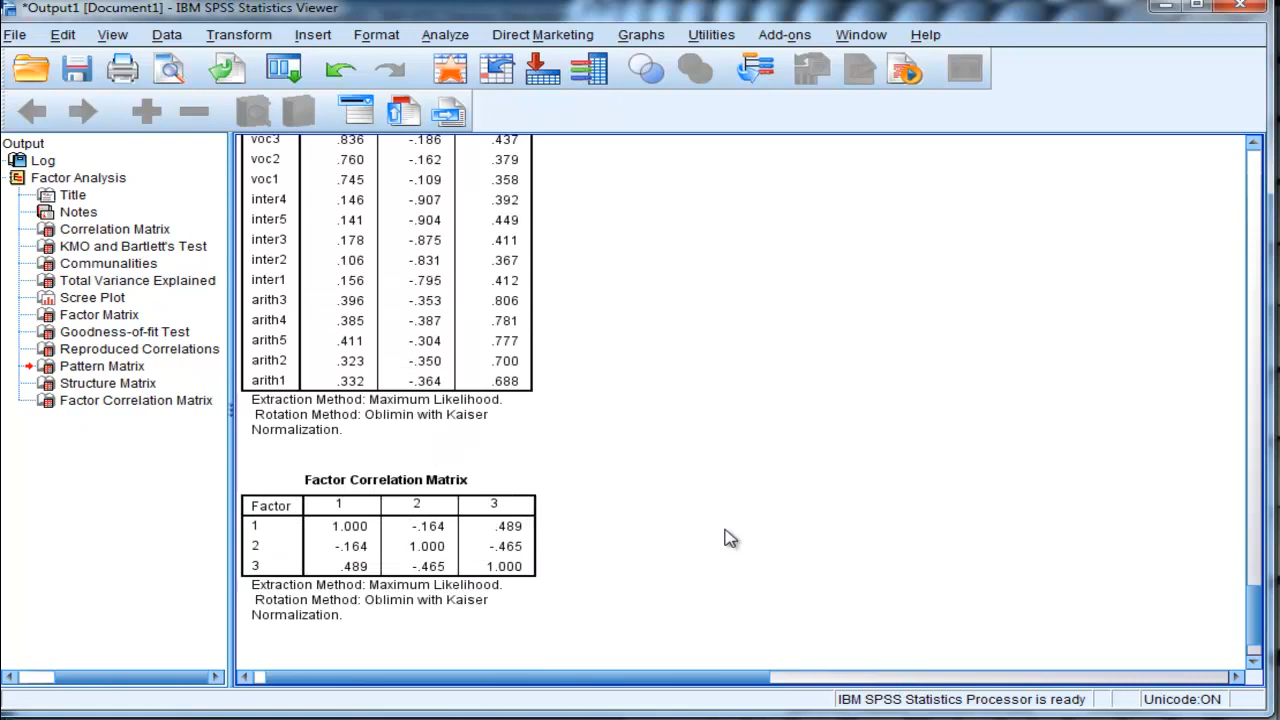 *Output1 [Document1] - IBM SPSS Statistics Viewer
File Edit View Data Transform Insert Format Analyze Direct Marketing Graphs Utilities Add-ons Window Help
Output
Log
Factor Analysis
Title
Notes
Correlation Matrix
KMO and Bartlett's Test
Communalities
Total Variance Explained
Scree Plot
Factor Matrix
Goodness-of-fit Test
Reproduced Correlations
Pattern Matrix
Structure Matrix
Factor Correlation Matrix
voc3 .836 -.186 .437
voc2 .760 -.162 .379
voc1 .745 -.109 .358
inter4 .146 -.907 .392
inter5 .141 -.904 .449
inter3 .178 -.875 .411
inter2 .106 -.831 .367
inter1 .156 -.795 .412
arith3 .396 -.353 .806
arith4 .385 -.387 .781
arith5 .411 -.304 .777
arith2 .323 -.350 .700
arith1 .332 -.364 .688
Extraction Method: Maximum Likelihood.
Rotation Method: Oblimin with Kaiser
Normalization.
Factor Correlation Matrix
Factor 1 2 3
1 1.000 -.164 .489
2 -.164 1.000 -.465
3 .489 -.465 1.000
Extraction Method: Maximum Likelihood.
Rotation Method: Oblimin with Kaiser
Normalization.
IBM SPSS Statistics Processor is ready Unicode:ON